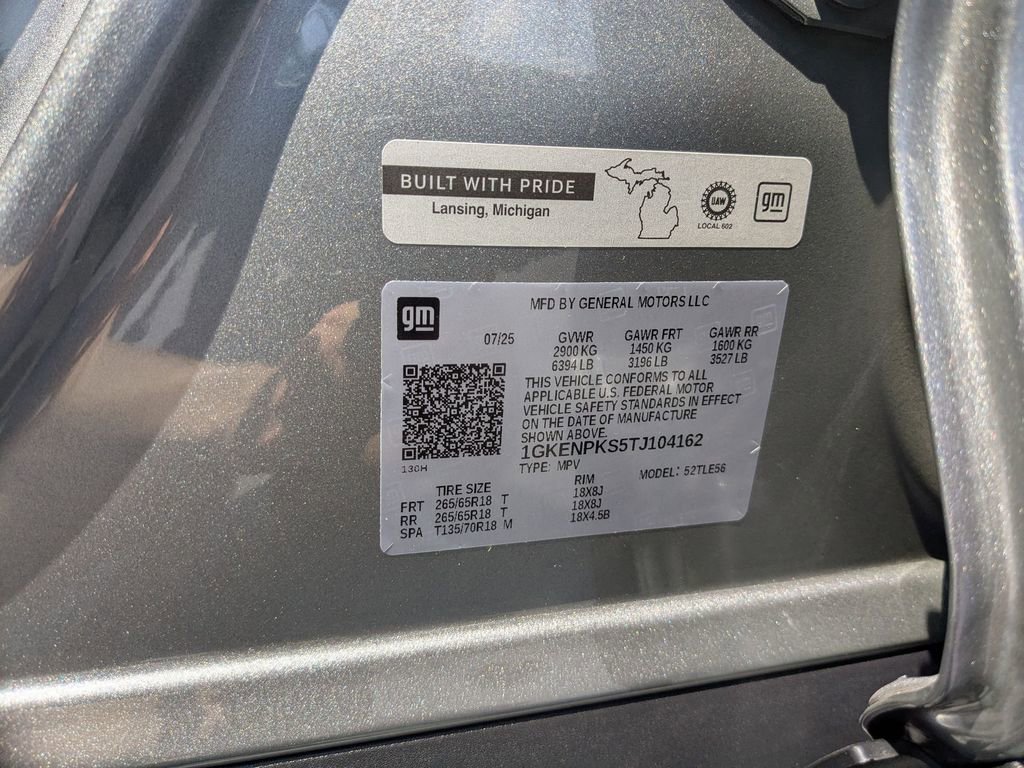 BUILT WITH PRIDE
Lansing, Michigan
UAW
LOCAL 602
gm
gm
MFD BY GENERAL MOTORS LLC
07/25 GVWR GAWR FRT GAWR RR
2900 KG 1450 KG 1600 KG
6394 LB 3196 LB 3527 LB
THIS VEHICLE CONFORMS TO ALL
APPLICABLE U.S. FEDERAL MOTOR
VEHICLE SAFETY STANDARDS IN EFFECT
ON THE DATE OF MANUFACTURE
SHOWN ABOVE.
1GKENPKS5TJ104162
130H
TYPE: MPV MODEL: 52TLE56
TIRE SIZE RIM
FRT 265/65R18 T 18X8J
RR 265/65R18 T 18X8J
SPA T135/70R18 M 18X4.5B